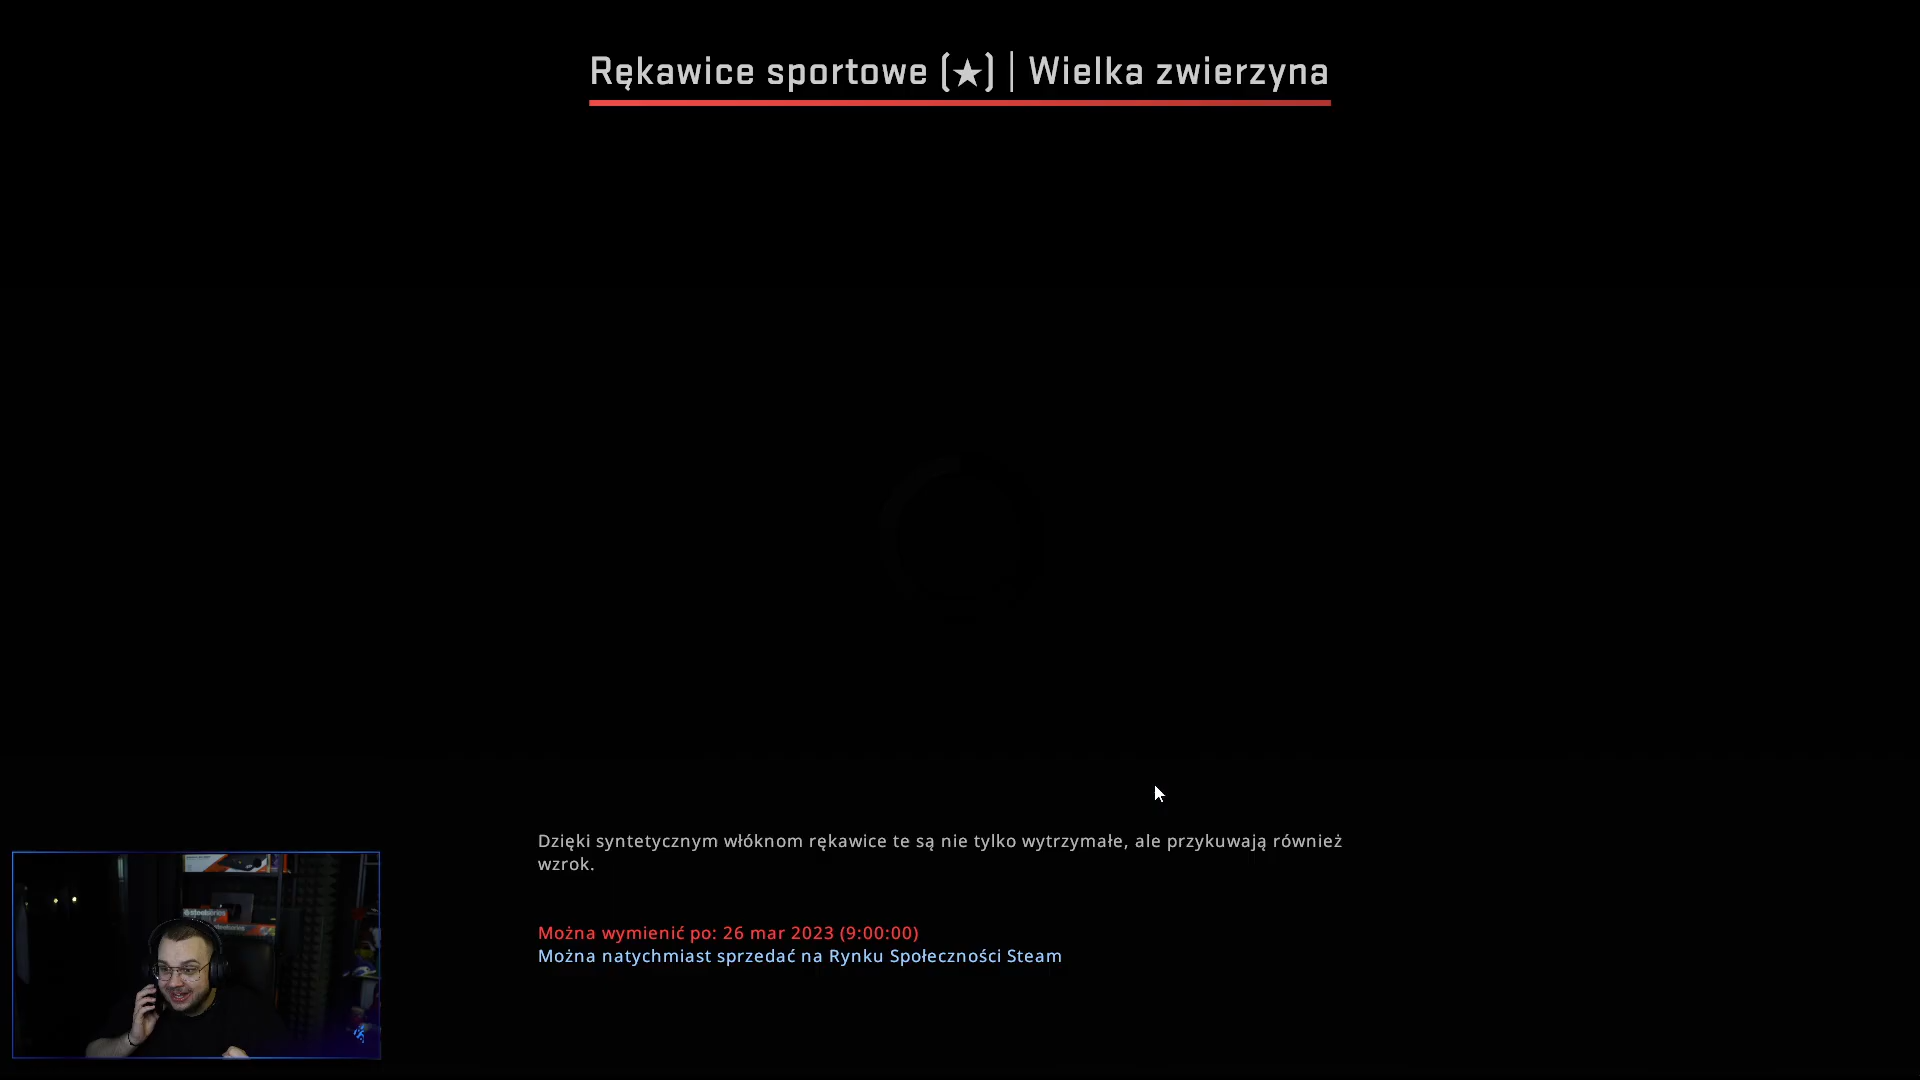 Rękawice sportowe (★) | Wielka zwierzyna
Dzięki syntetycznym włóknom rękawice te są nie tylko wytrzymałe, ale przykuwają również
wzrok.
Można wymienić po: 26 mar 2023 (9:00:00)
Można natychmiast sprzedać na Rynku Społeczności Steam
steelseries